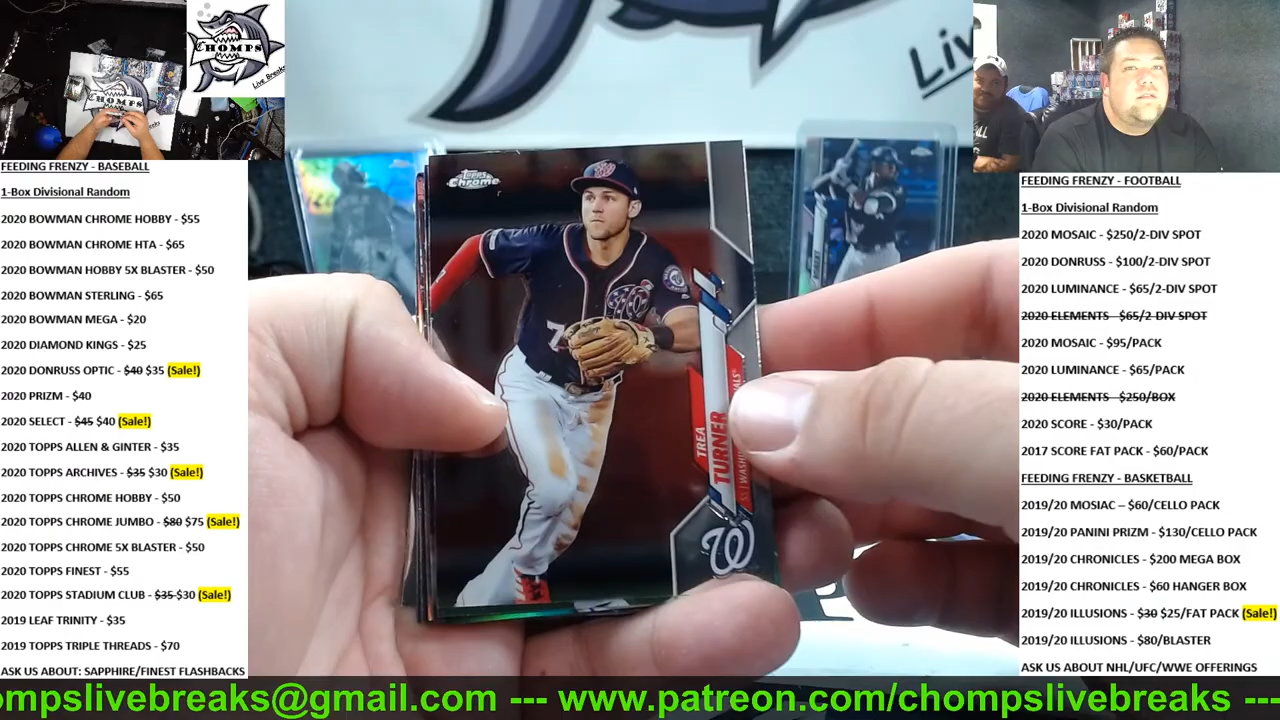 CHOMPS
Live Breaks
CHOMPS
Liv
FEEDING FRENZY - BASEBALL
1-Box Divisional Random
2020 BOWMAN CHROME HOBBY - $55
2020 BOWMAN CHROME HTA - $65
2020 BOWMAN HOBBY 5X BLASTER - $50
2020 BOWMAN STERLING - $65
2020 BOWMAN MEGA - $20
2020 DIAMOND KINGS - $25
2020 DONRUSS OPTIC - $40 $35 (Sale!)
2020 PRIZM - $40
2020 SELECT - $45 $40 (Sale!)
2020 TOPPS ALLEN & GINTER - $35
2020 TOPPS ARCHIVES - $35 $30 (Sale!)
2020 TOPPS CHROME HOBBY - $50
2020 TOPPS CHROME JUMBO - $80 $75 (Sale!)
2020 TOPPS CHROME 5X BLASTER - $50
2020 TOPPS FINEST - $55
2020 TOPPS STADIUM CLUB - $35 $30 (Sale!)
2019 LEAF TRINITY - $35
2019 TOPPS TRIPLE THREADS - $70
ASK US ABOUT: SAPPHIRE/FINEST FLASHBACKS
Topps
Chrome
TREA
TURNER
W
FEEDING FRENZY - FOOTBALL
1-Box Divisional Random
2020 MOSAIC - $250/2-DIV SPOT
2020 DONRUSS - $100/2-DIV SPOT
2020 LUMINANCE - $65/2-DIV SPOT
2020 ELEMENTS - $65/2-DIV SPOT
2020 MOSAIC - $95/PACK
2020 LUMINANCE - $65/PACK
2020 ELEMENTS - $250/BOX
2020 SCORE - $30/PACK
2017 SCORE FAT PACK - $60/PACK
FEEDING FRENZY - BASKETBALL
2019/20 MOSIAC – $60/CELLO PACK
2019/20 PANINI PRIZM - $130/CELLO PACK
2019/20 CHRONICLES - $200 MEGA BOX
2019/20 CHRONICLES - $60 HANGER BOX
2019/20 ILLUSIONS - $30 $25/FAT PACK (Sale!)
2019/20 ILLUSIONS - $80/BLASTER
ASK US ABOUT NHL/UFC/WWE OFFERINGS
ompslivebreaks@gmail.com --- www.patreon.com/chompslivebreaks ---